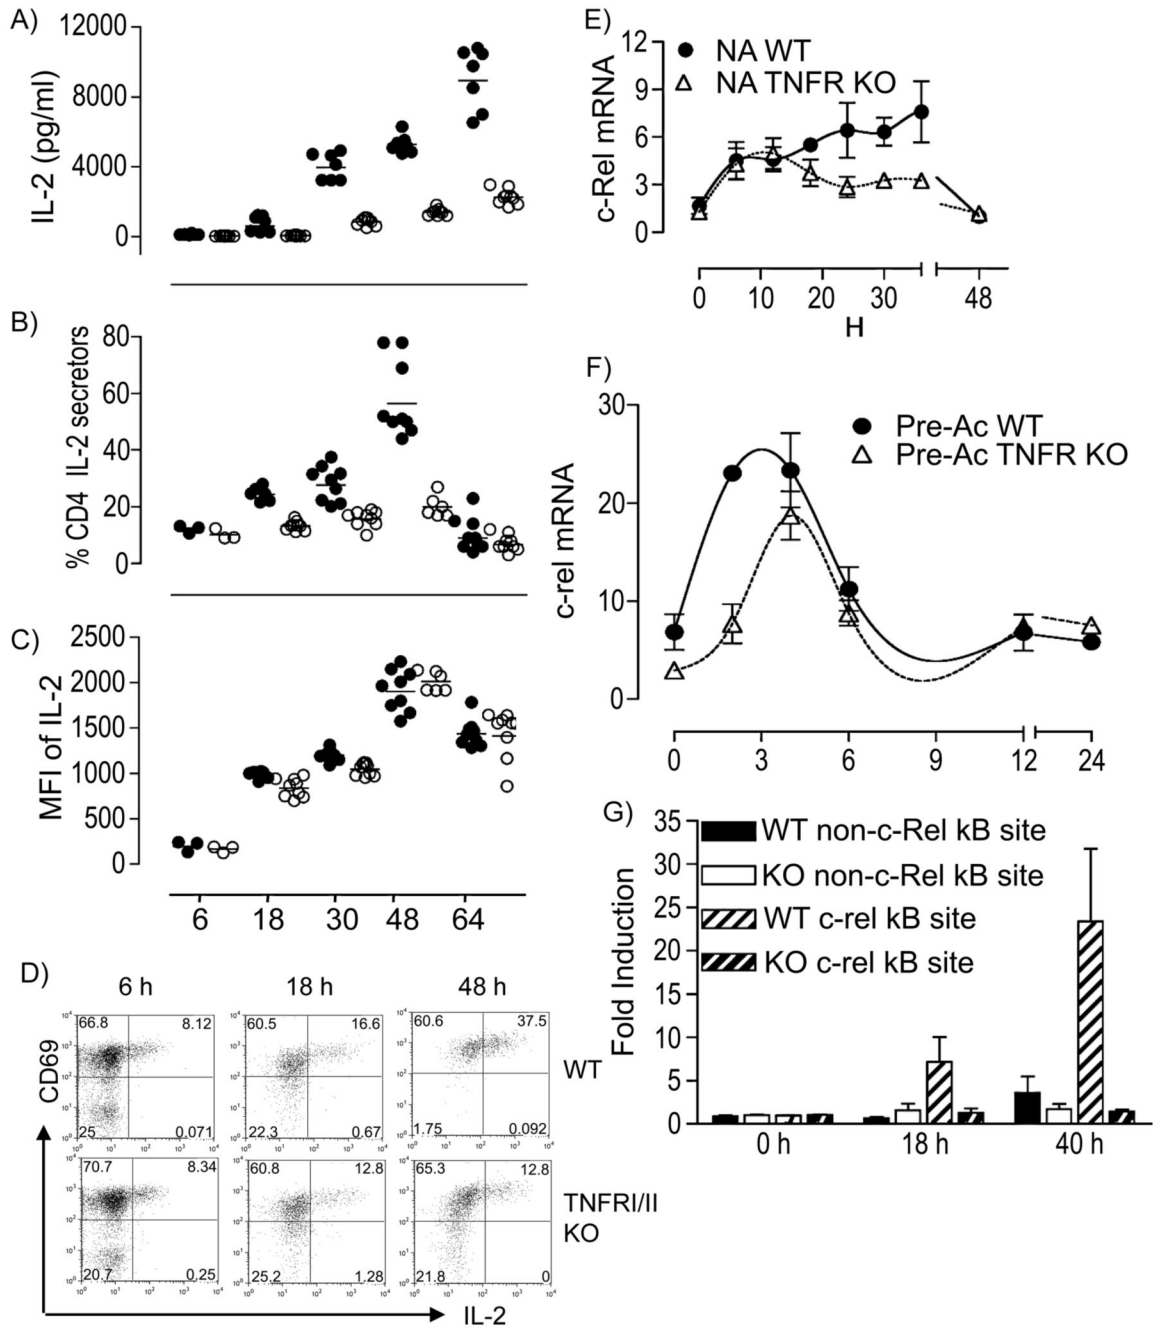 A)
12000
8000
4000
0
IL-2 (pg/ml)
B)
80
60
40
20
0
% CD4 IL-2 secretors
C)
2500
2000
1500
1000
500
0
MFI of IL-2
6 18 30 48 64
D)
6 h 18 h 48 h
66.8 8.12
25 0.071
60.5 16.6
22.3 0.67
60.6 37.5
1.75 0.092
WT
70.7 8.34
20.7 0.25
60.8 12.8
25.2 1.28
65.3 12.8
21.8 0
TNFRI/II
KO
CD69
IL-2
E)
12
9
6
3
0
c-Rel mRNA
NA WT
NA TNFR KO
0 10 20 30 48
H
F)
30
20
10
0
c-rel mRNA
Pre-Ac WT
Pre-Ac TNFR KO
0 3 6 9 12 24
G)
35
30
25
20
15
10
5
0
Fold Induction
WT non-c-Rel kB site
KO non-c-Rel kB site
WT c-rel kB site
KO c-rel kB site
0 h 18 h 40 h